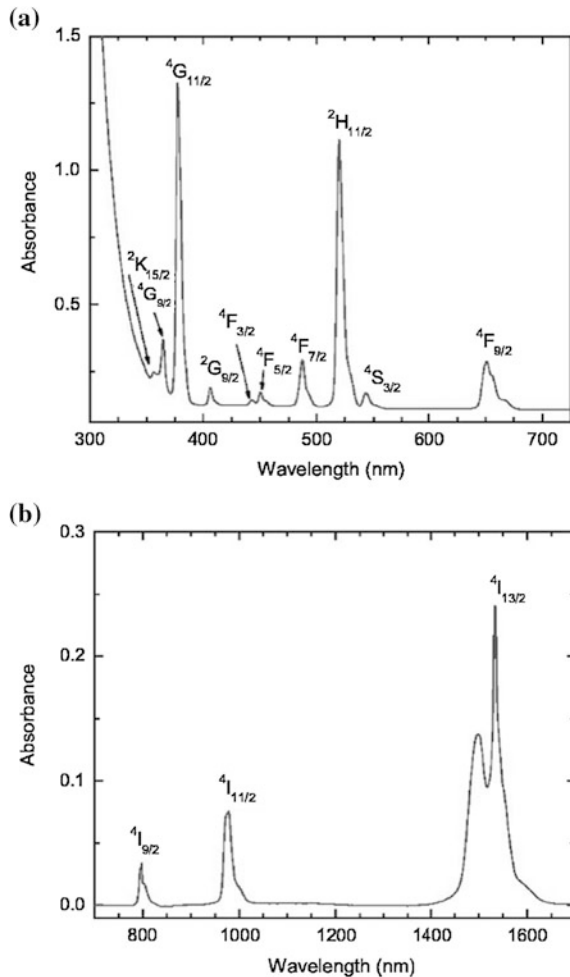 (a)
1.5
1.0
0.5
Absorbance
⁴G₁₁/₂
²H₁₁/₂
²K₁₅/₂
⁴G₉/₂
⁴F₃/₂
²G₉/₂
⁴F₅/₂
⁴F₇/₂
⁴S₃/₂
⁴F₉/₂
300 400 500 600 700
Wavelength (nm)
(b)
0.3
0.2
0.1
0.0
Absorbance
⁴I₁₃/₂
⁴I₁₁/₂
⁴I₉/₂
800 1000 1200 1400 1600
Wavelength (nm)